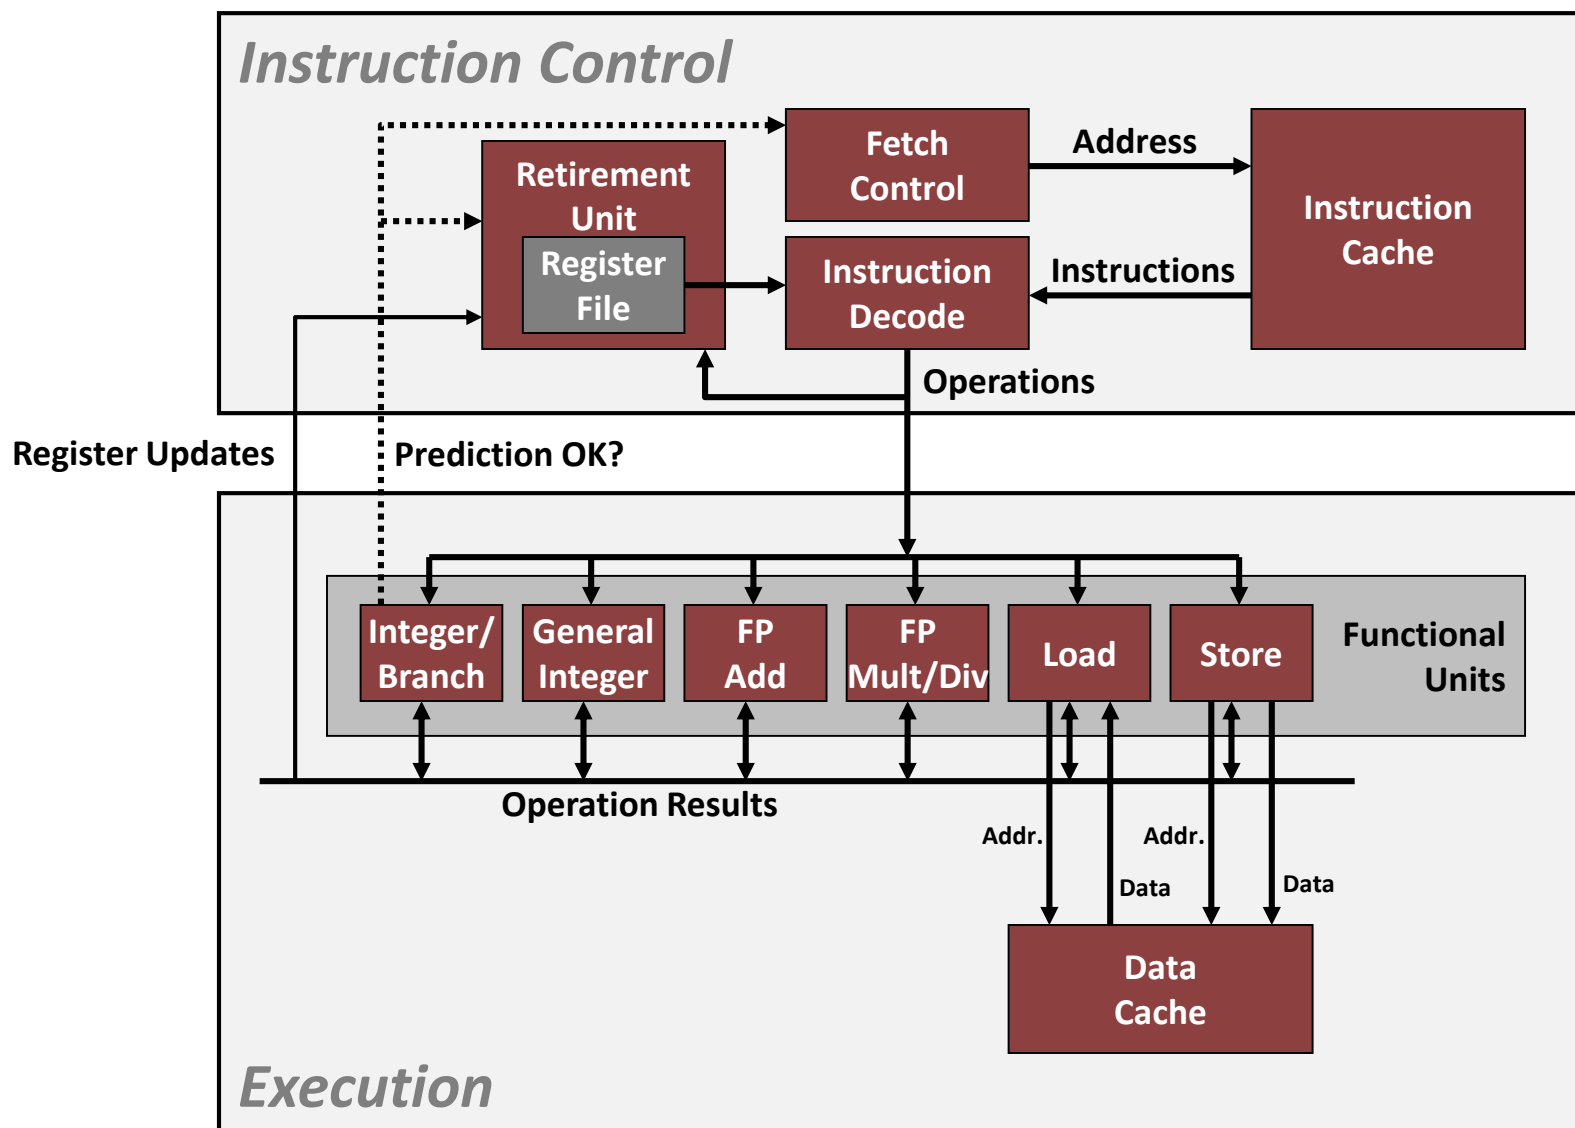 Instruction Control
Fetch
Control
Address
Instruction
Cache
Retirement
Unit
Register
File
Instruction
Decode
Instructions
Operations
Register Updates
Prediction OK?
Integer/
Branch
General
Integer
FP
Add
FP
Mult/Div
Load
Store
Functional
Units
Operation Results
Addr.
Data
Addr.
Data
Data
Cache
Execution